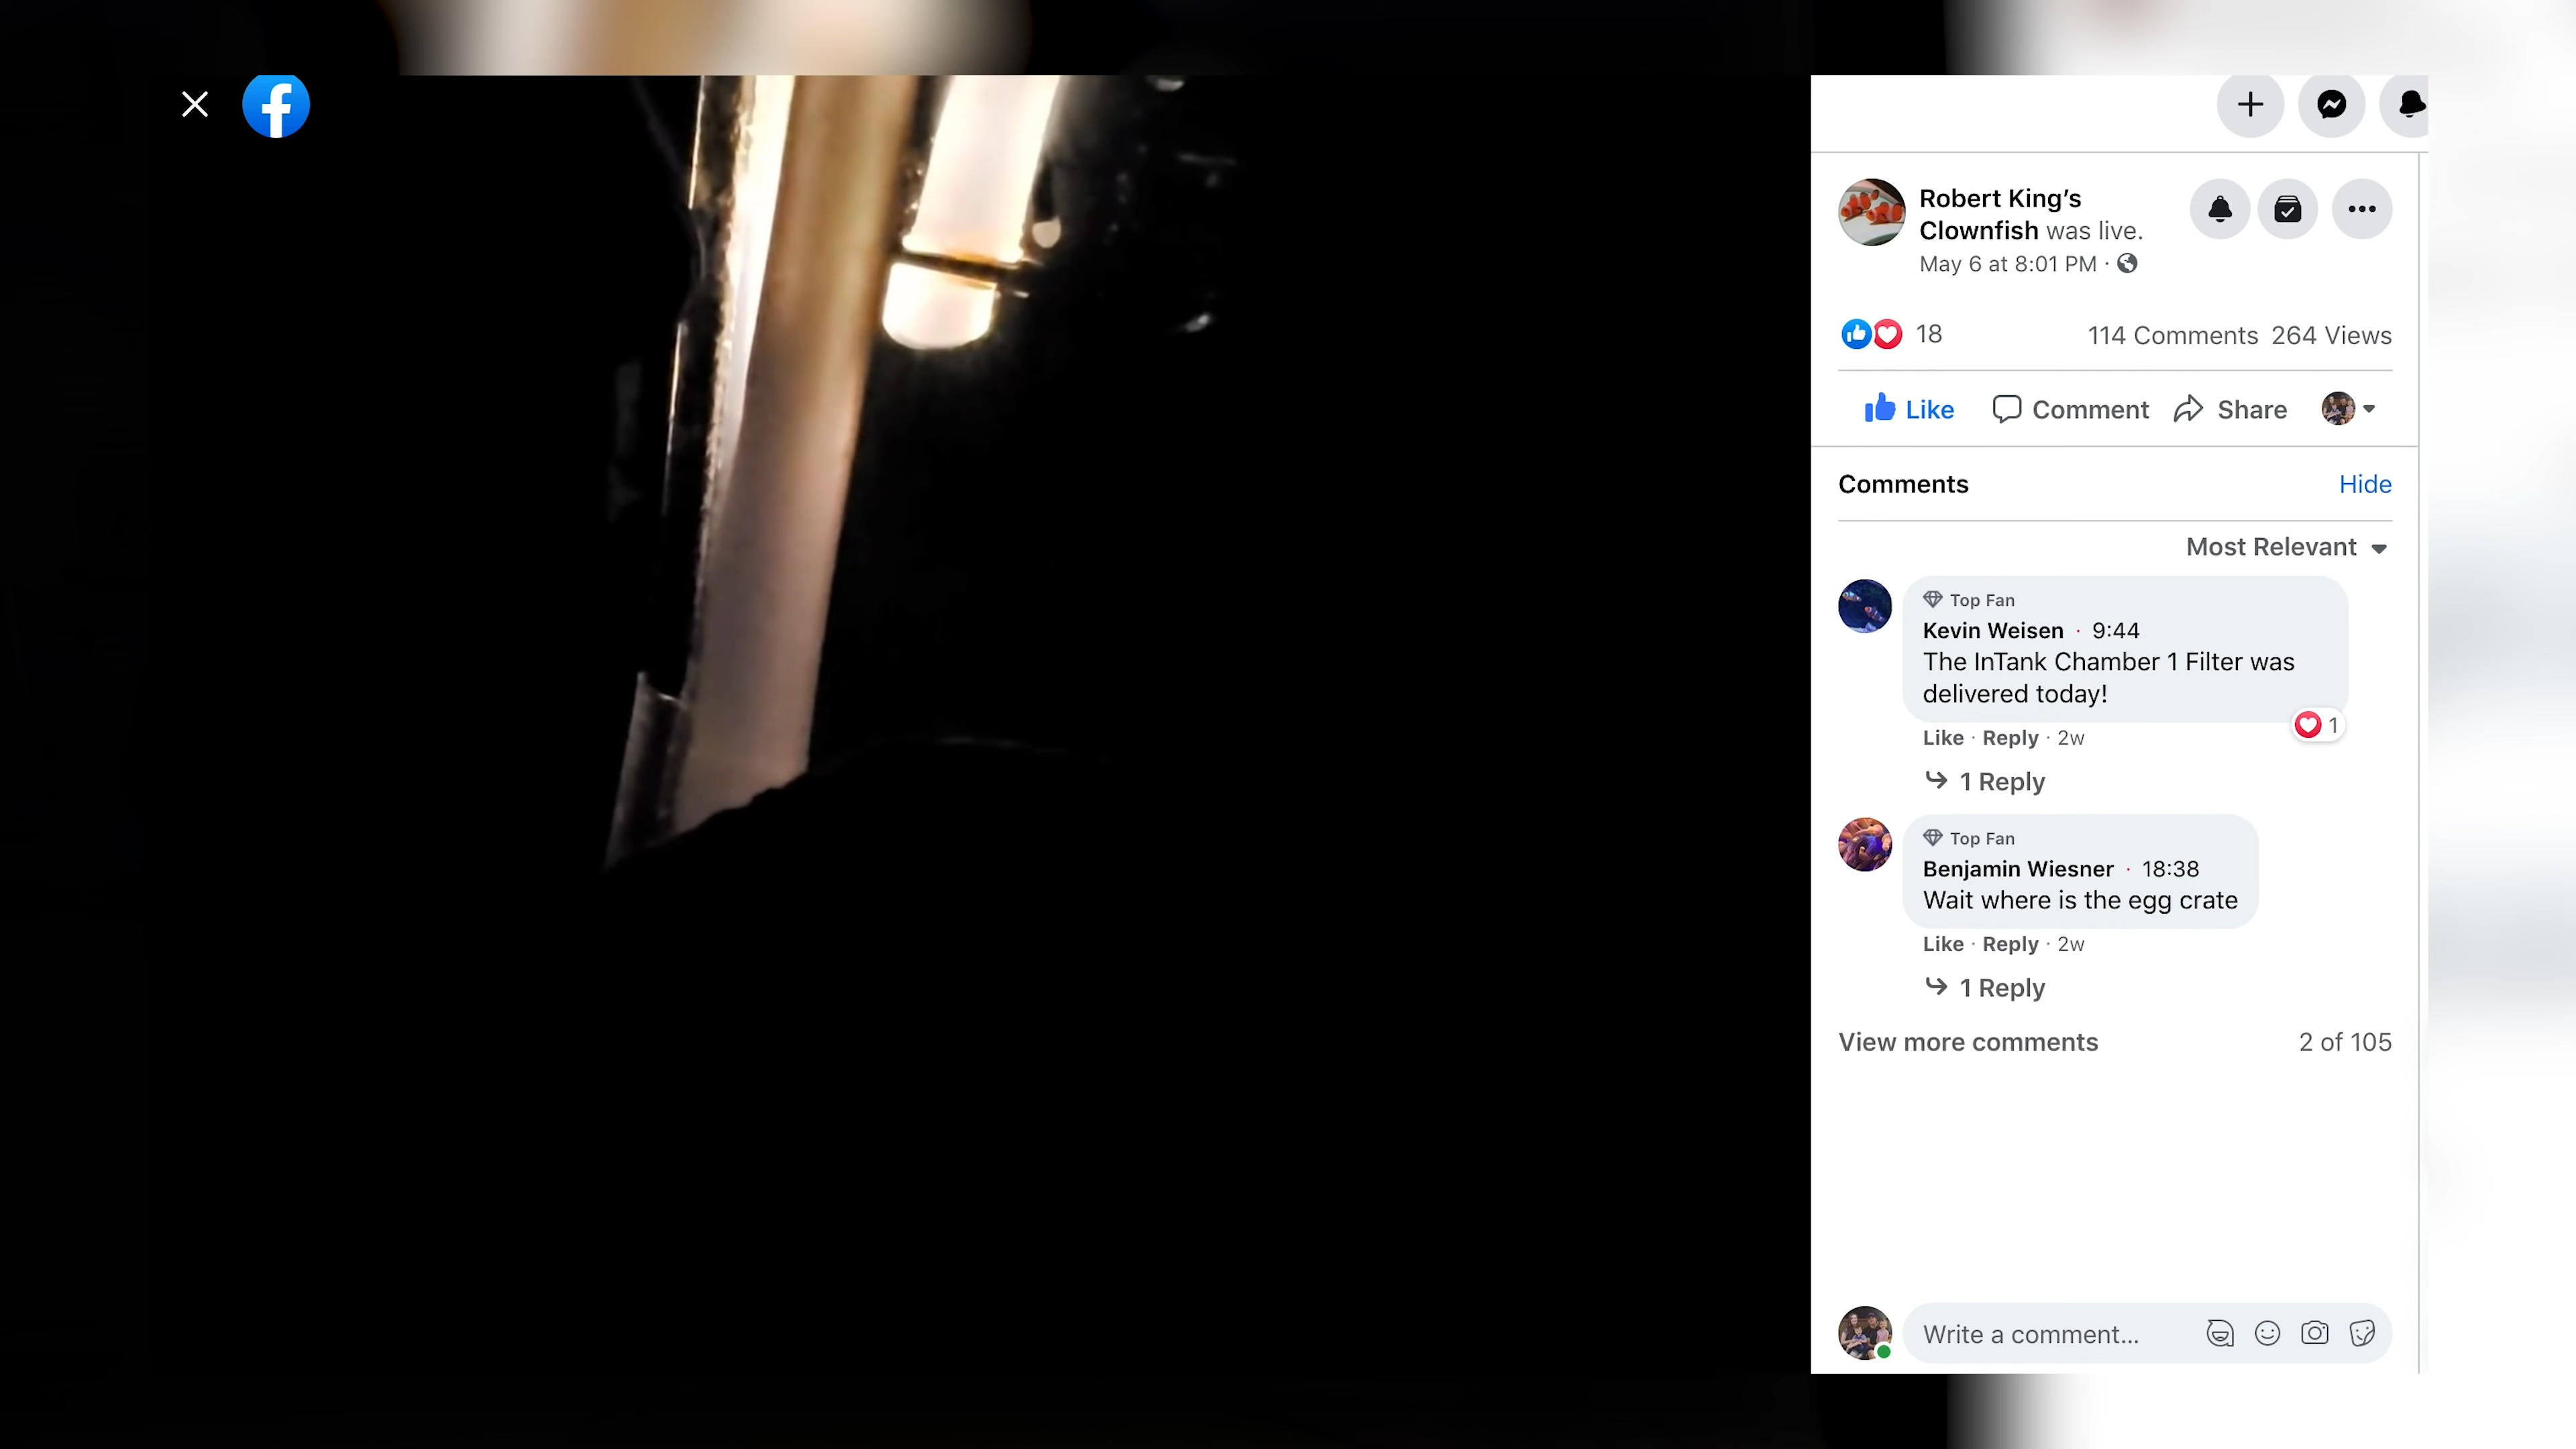 Robert King’s
Clownfish was live.
May 6 at 8:01 PM ·
18
114 Comments 264 Views
Like
Comment
Share
Comments
Hide
Most Relevant
Top Fan
Kevin Weisen · 9:44
The InTank Chamber 1 Filter was
delivered today!
1
Like · Reply · 2w
1 Reply
Top Fan
Benjamin Wiesner · 18:38
Wait where is the egg crate
Like · Reply · 2w
1 Reply
View more comments
2 of 105
Write a comment...